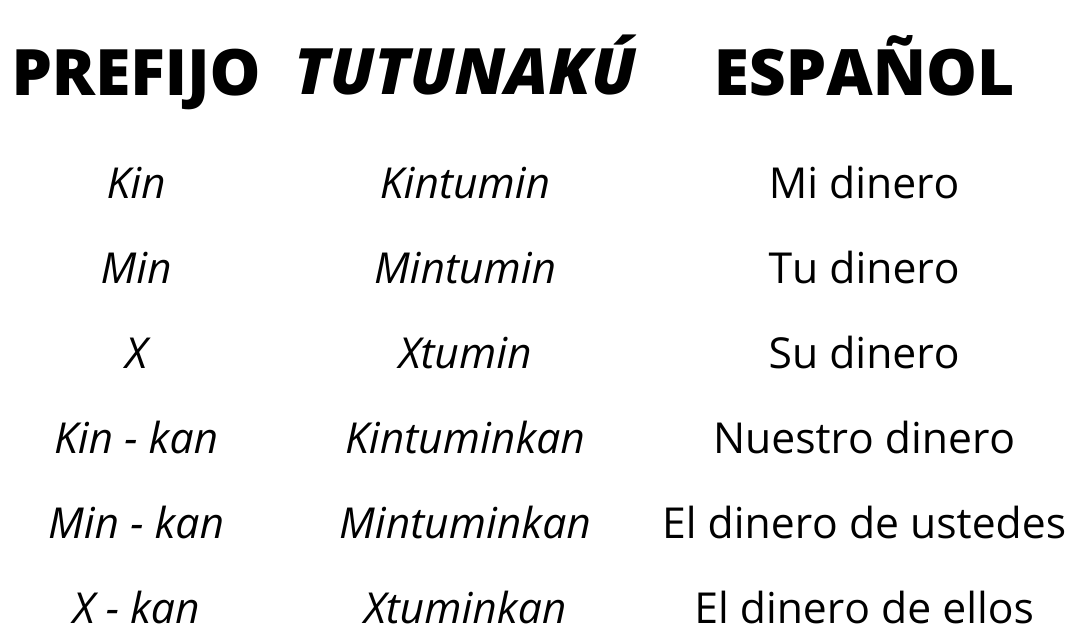 PREFIJO TUTUNAKÚ ESPAÑOL
Kin Kintumin Mi dinero
Min Mintumin Tu dinero
X Xtumin Su dinero
Kin - kan Kintuminkan Nuestro dinero
Min - kan Mintuminkan El dinero de ustedes
X - kan Xtuminkan El dinero de ellos